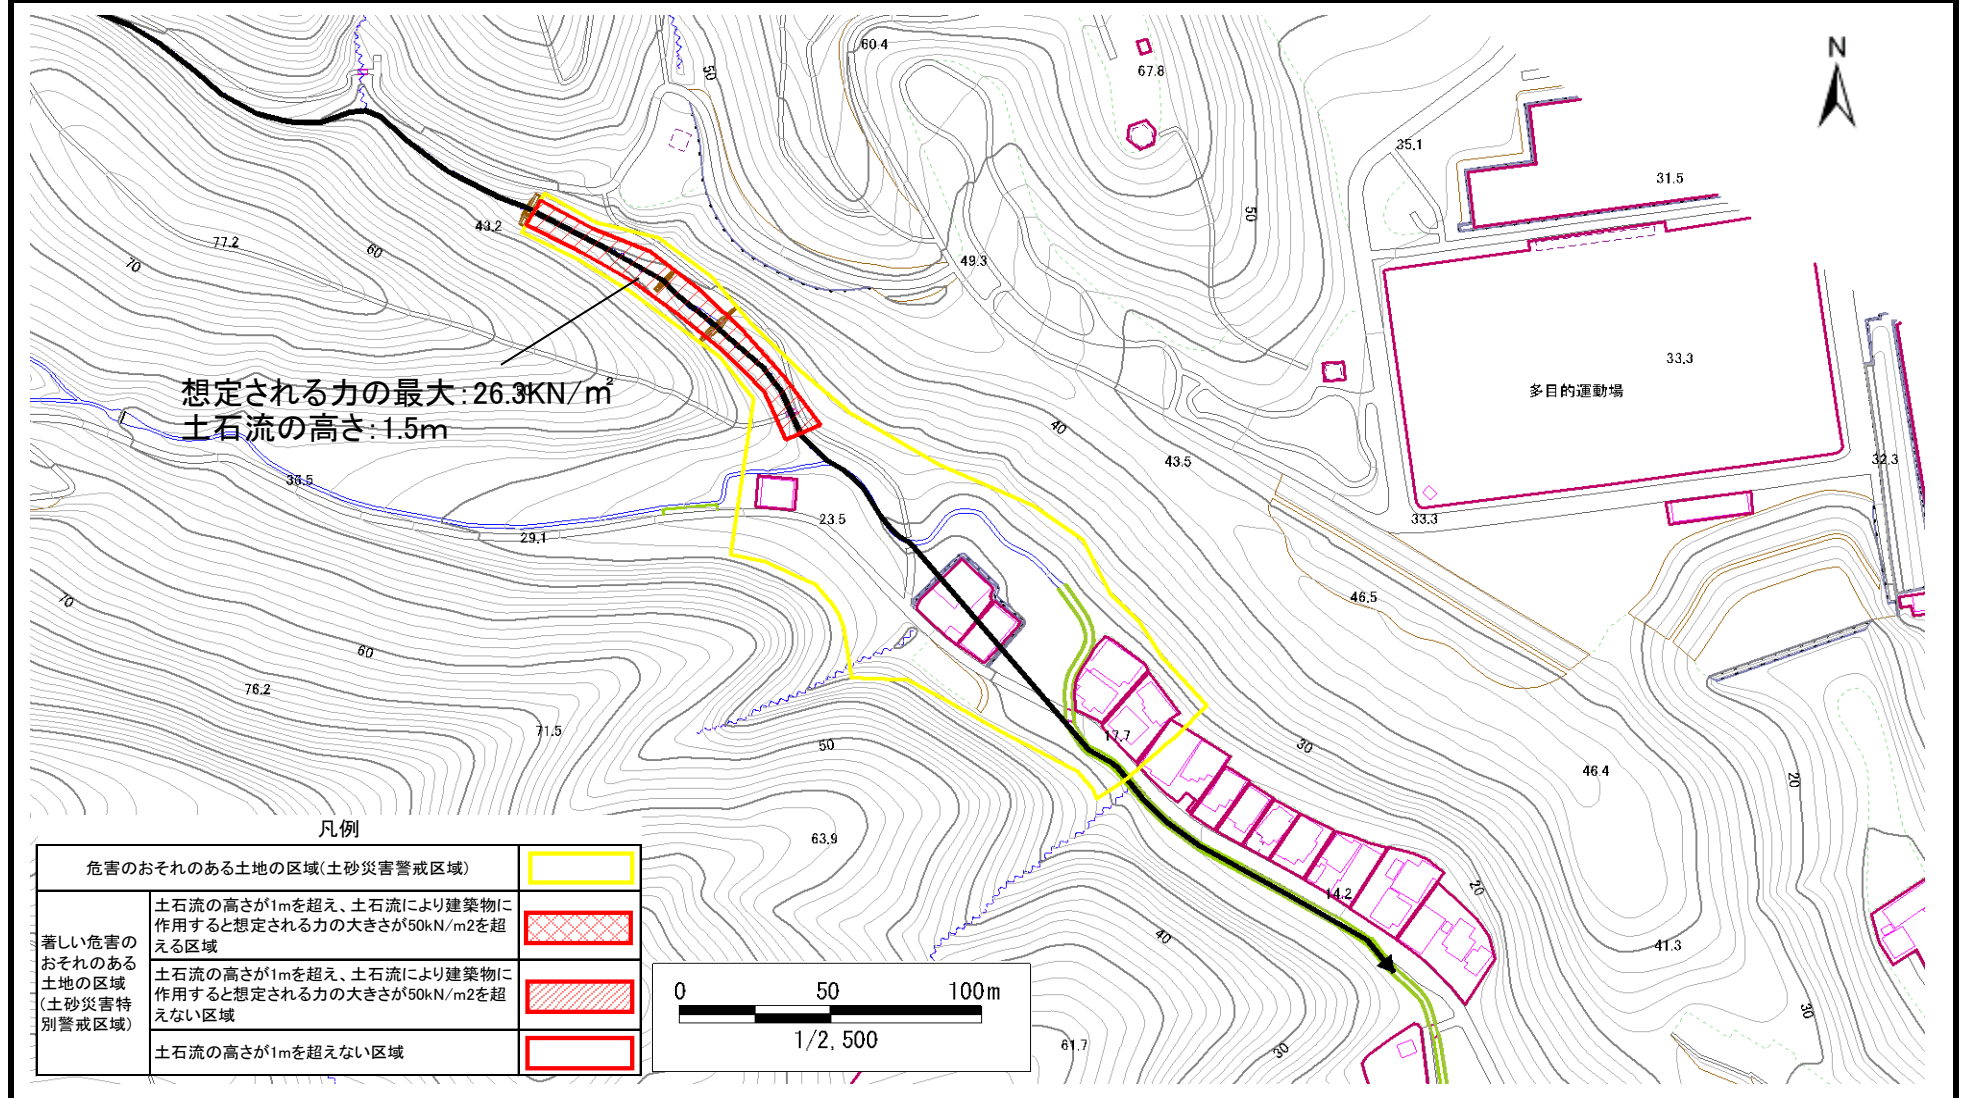 N
60.4
50
67.8
35.1
31.5
50
43.2
77.2
60
70
49.3
33.3
多目的運動場
想定される力の最大:26.3KN/㎡
土石流の高さ:1.5m
40
43.5
32.3
36.5
23.5
33.3
29.1
46.5
70
60
76.2
71.5
50
17.7
30
46.4
20
63.9
14.2
20
40
41.3
30
61.7
30
凡例
危害のおそれのある土地の区域(土砂災害警戒区域)
著しい危害の
おそれのある
土地の区域
(土砂災害特
別警戒区域)
土石流の高さが1mを超え、土石流により建築物に
作用すると想定される力の大きさが50kN/m2を超
える区域
土石流の高さが1mを超え、土石流により建築物に
作用すると想定される力の大きさが50kN/m2を超
えない区域
土石流の高さが1mを超えない区域
0 50 100m
1/2,500